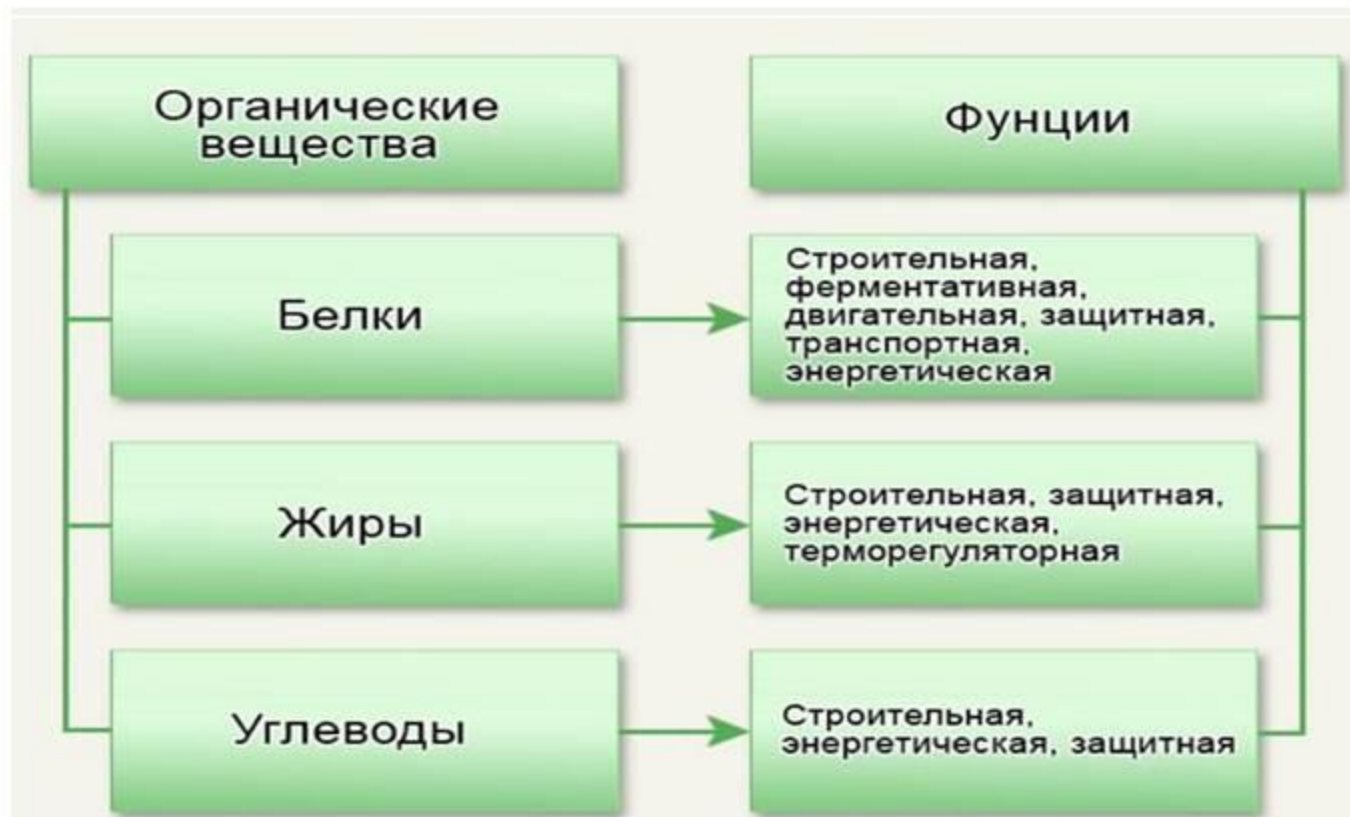 Органические
вещества
Фунции
Белки
Строительная,
ферментативная,
двигательная, защитная,
транспортная,
энергетическая
Жиры
Строительная, защитная,
энергетическая,
терморегуляторная
Углеводы
Строительная,
энергетическая, защитная